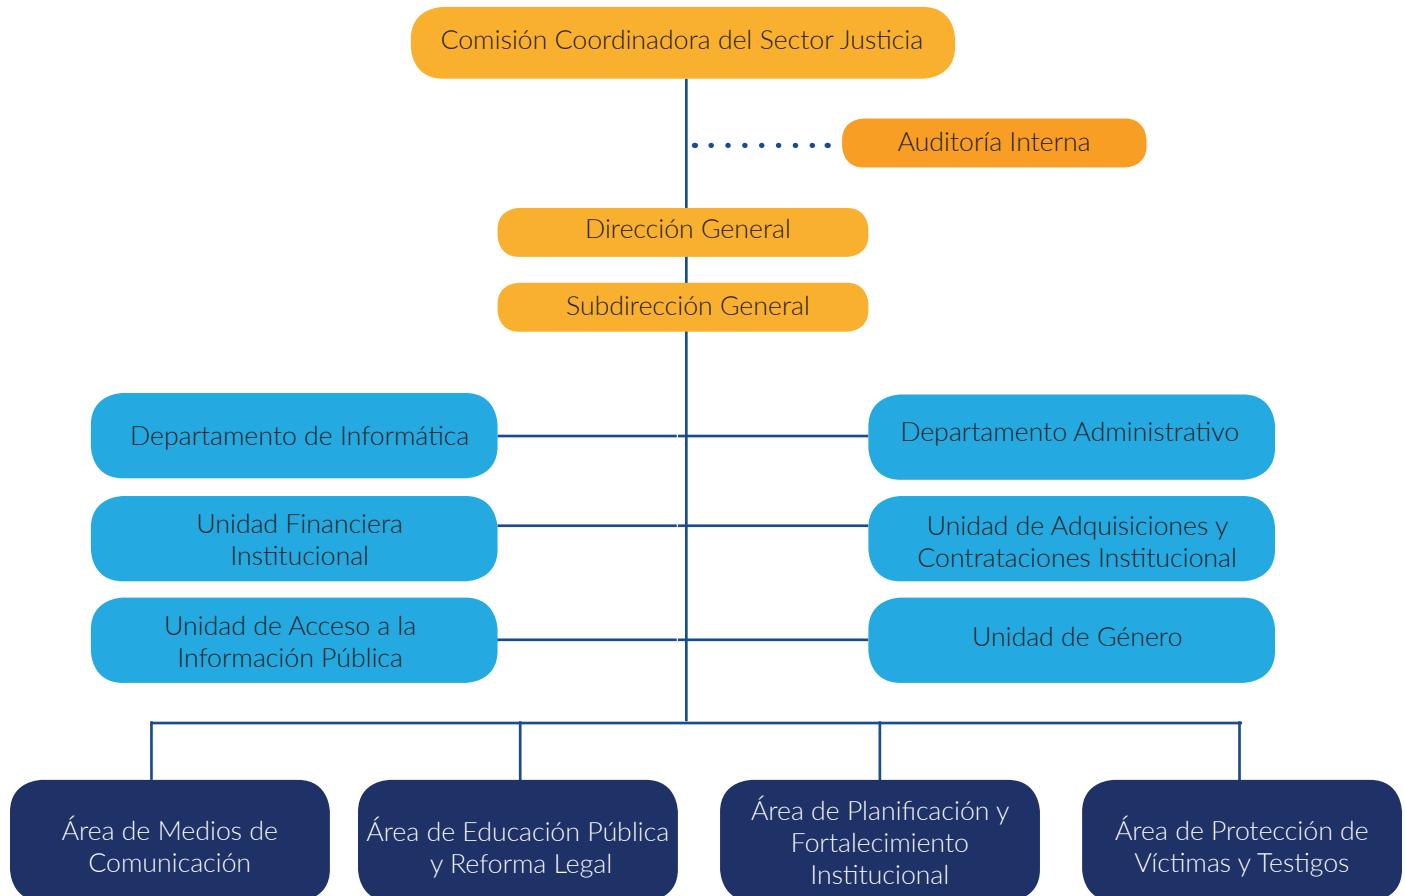 Comisión Coordinadora del Sector Justicia
Auditoría Interna
Dirección General
Subdirección General
Departamento de Informática
Departamento Administrativo
Unidad Financiera
Institucional
Unidad de Adquisiciones y
Contrataciones Institucional
Unidad de Acceso a la
Información Pública
Unidad de Género
Área de Medios de
Comunicación
Área de Educación Pública
y Reforma Legal
Área de Planificación y
Fortalecimiento
Institucional
Área de Protección de
Víctimas y Testigos